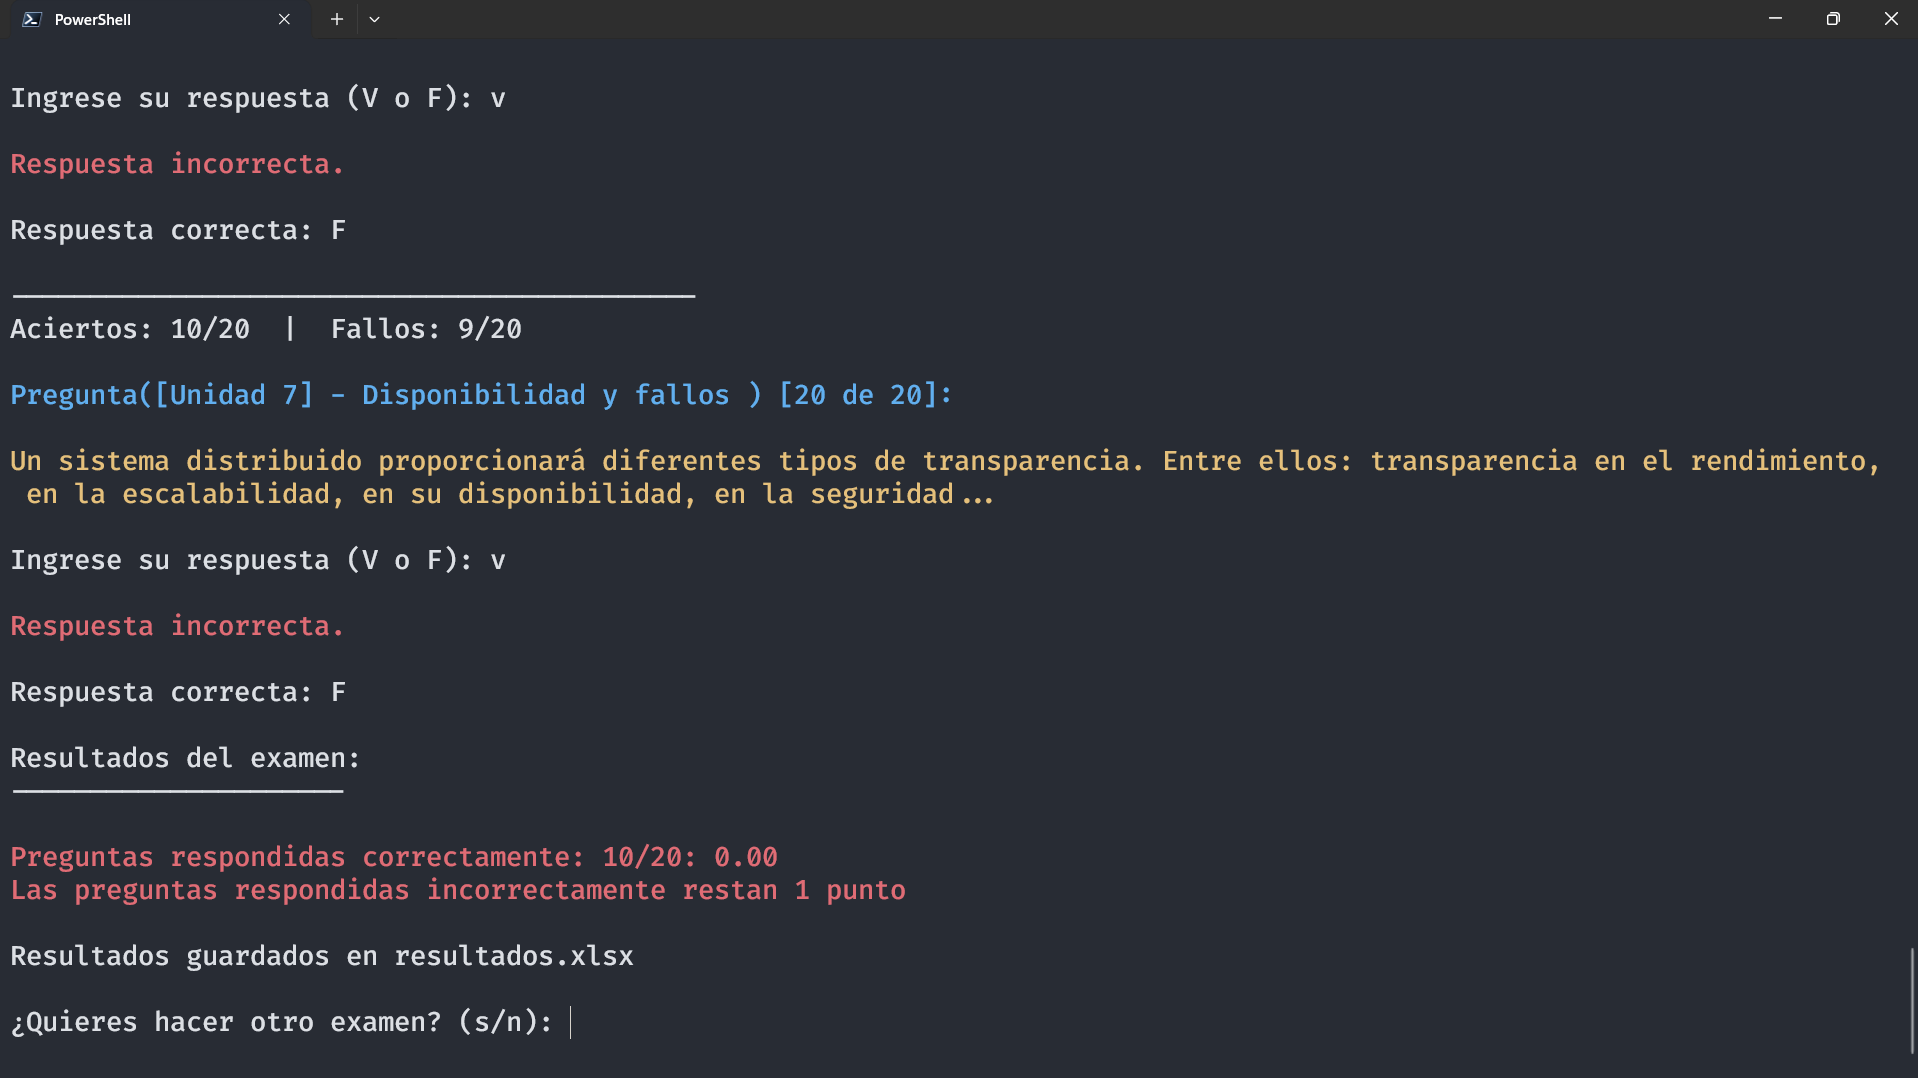 PowerShell
Ingrese su respuesta (V o F): v
Respuesta incorrecta.
Respuesta correcta: F
Aciertos: 10/20  |  Fallos: 9/20
Pregunta([Unidad 7] - Disponibilidad y fallos ) [20 de 20]:
Un sistema distribuido proporcionará diferentes tipos de transparencia. Entre ellos: transparencia en el rendimiento,
en la escalabilidad, en su disponibilidad, en la seguridad...
Ingrese su respuesta (V o F): v
Respuesta incorrecta.
Respuesta correcta: F
Resultados del examen:
Preguntas respondidas correctamente: 10/20: 0.00
Las preguntas respondidas incorrectamente restan 1 punto
Resultados guardados en resultados.xlsx
¿Quieres hacer otro examen? (s/n):